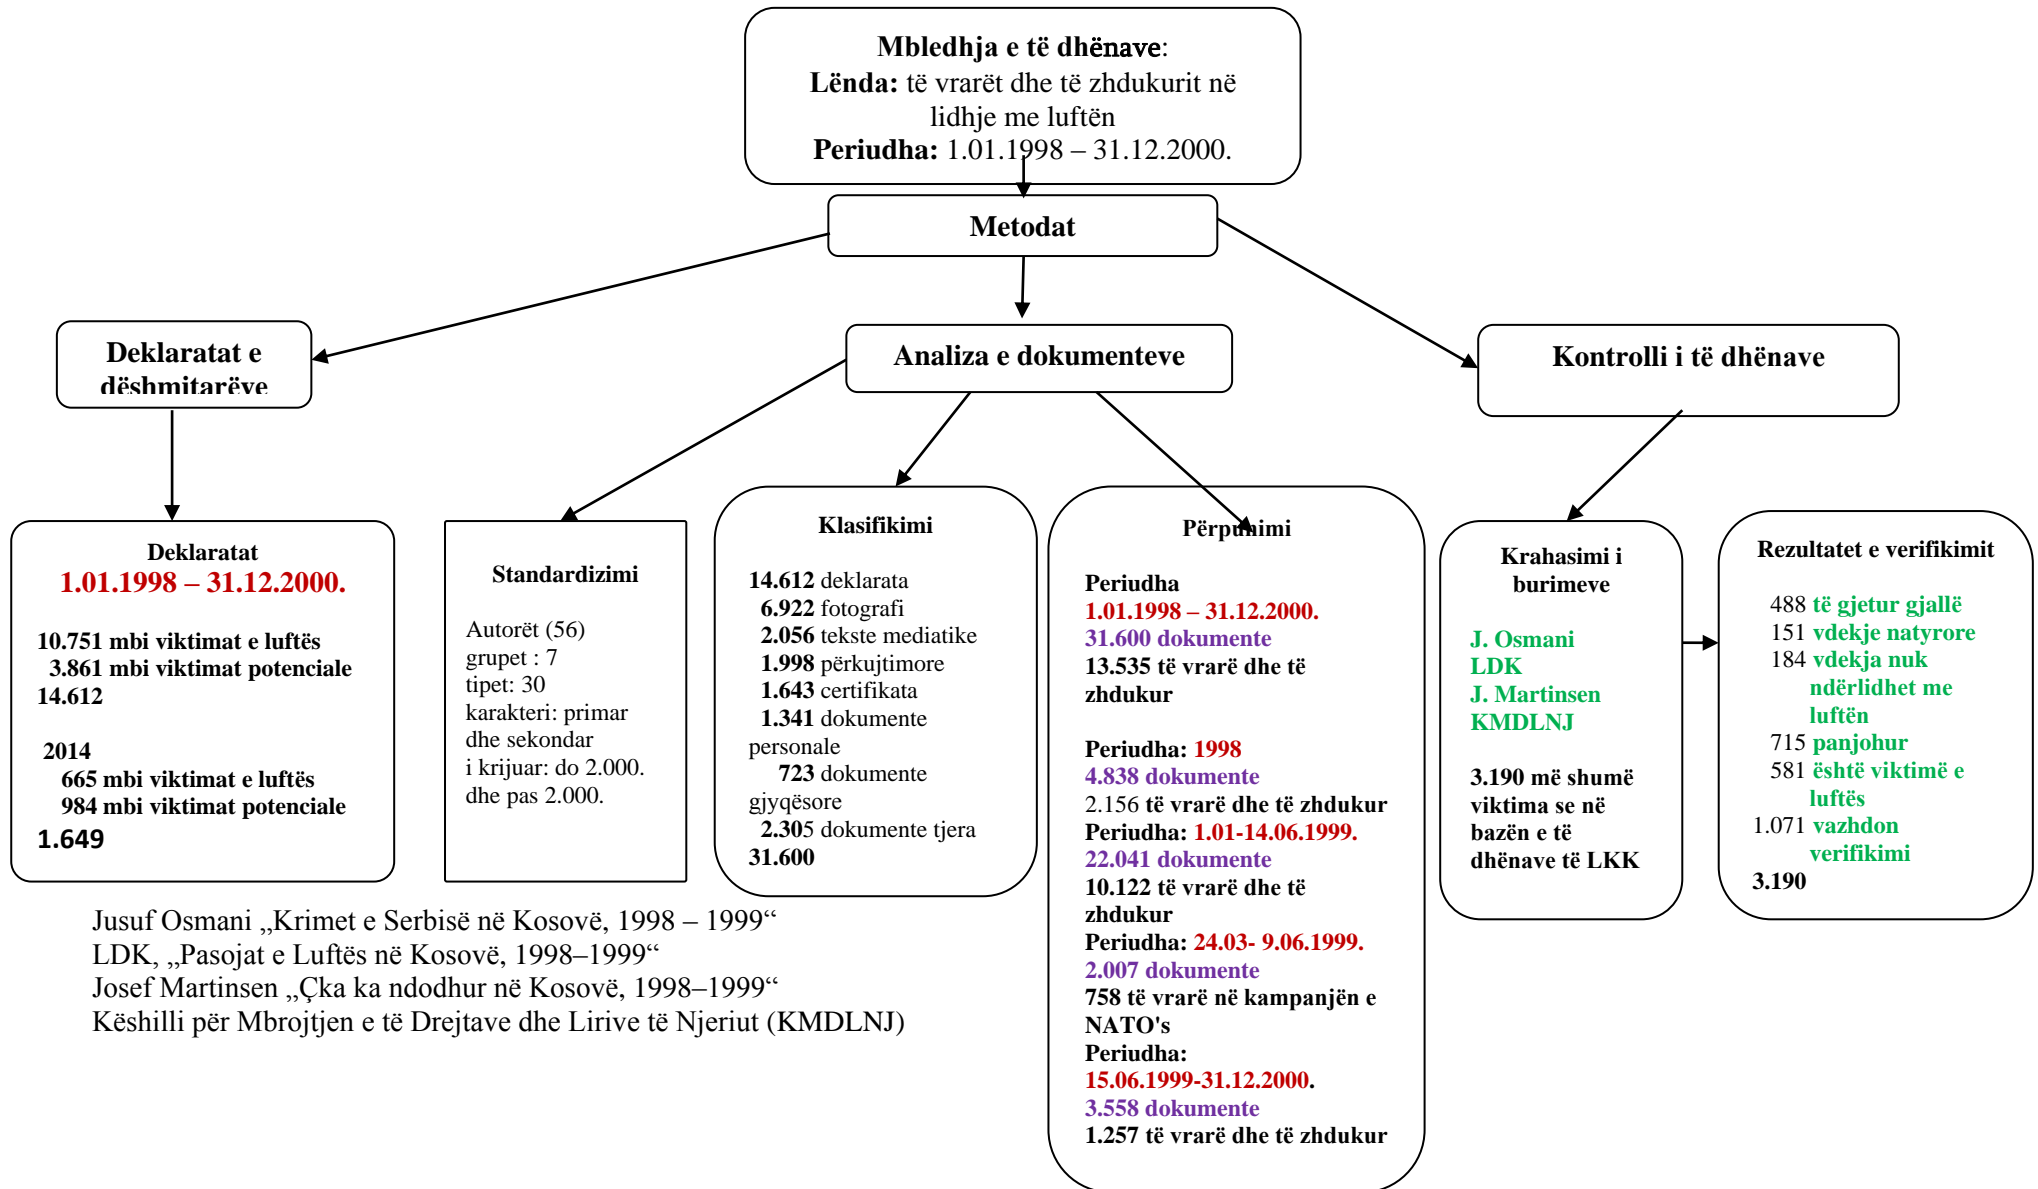 Mbledhja e të dhënave:
Lënda: të vrarët dhe të zhdukurit në
lidhje me luftën
Periudha: 1.01.1998 – 31.12.2000.
Metodat
Deklaratat e
dëshmitarëve
Analiza e dokumenteve
Kontrolli i të dhënave
Deklaratat
1.01.1998 – 31.12.2000.
10.751 mbi viktimat e luftës
3.861 mbi viktimat potenciale
14.612
2014
665 mbi viktimat e luftës
984 mbi viktimat potenciale
1.649
Standardizimi
Autorët (56)
grupet : 7
tipet: 30
karakteri: primar
dhe sekondar
i krijuar: do 2.000.
dhe pas 2.000.
Klasifikimi
14.612 deklarata
6.922 fotografi
2.056 tekste mediatike
1.998 përkujtimore
1.643 certifikata
1.341 dokumente
personale
723 dokumente
gjyqësore
2.305 dokumente tjera
31.600
Përpunimi
Periudha
1.01.1998 – 31.12.2000.
31.600 dokumente
13.535 të vrarë dhe të
zhdukur
Periudha: 1998
4.838 dokumente
2.156 të vrarë dhe të zhdukur
Periudha: 1.01-14.06.1999.
22.041 dokumente
10.122 të vrarë dhe të
zhdukur
Periudha: 24.03- 9.06.1999.
2.007 dokumente
758 të vrarë në kampanjën e
NATO's
Periudha:
15.06.1999-31.12.2000.
3.558 dokumente
1.257 të vrarë dhe të zhdukur
Krahasimi i
burimeve
J. Osmani
LDK
J. Martinsen
KMDLNJ
3.190 më shumë
viktima se në
bazën e të
dhënave të LKK
Rezultatet e verifikimit
488 të gjetur gjallë
151 vdekje natyrore
184 vdekja nuk
ndërlidhet me
luftën
715 panjohur
581 është viktimë e
luftës
1.071 vazhdon
verifikimi
3.190
Jusuf Osmani „Krimet e Serbisë në Kosovë, 1998 – 1999“
LDK, „Pasojat e Luftës në Kosovë, 1998–1999“
Josef Martinsen „Çka ka ndodhur në Kosovë, 1998–1999“
Këshilli për Mbrojtjen e të Drejtave dhe Lirive të Njeriut (KMDLNJ)